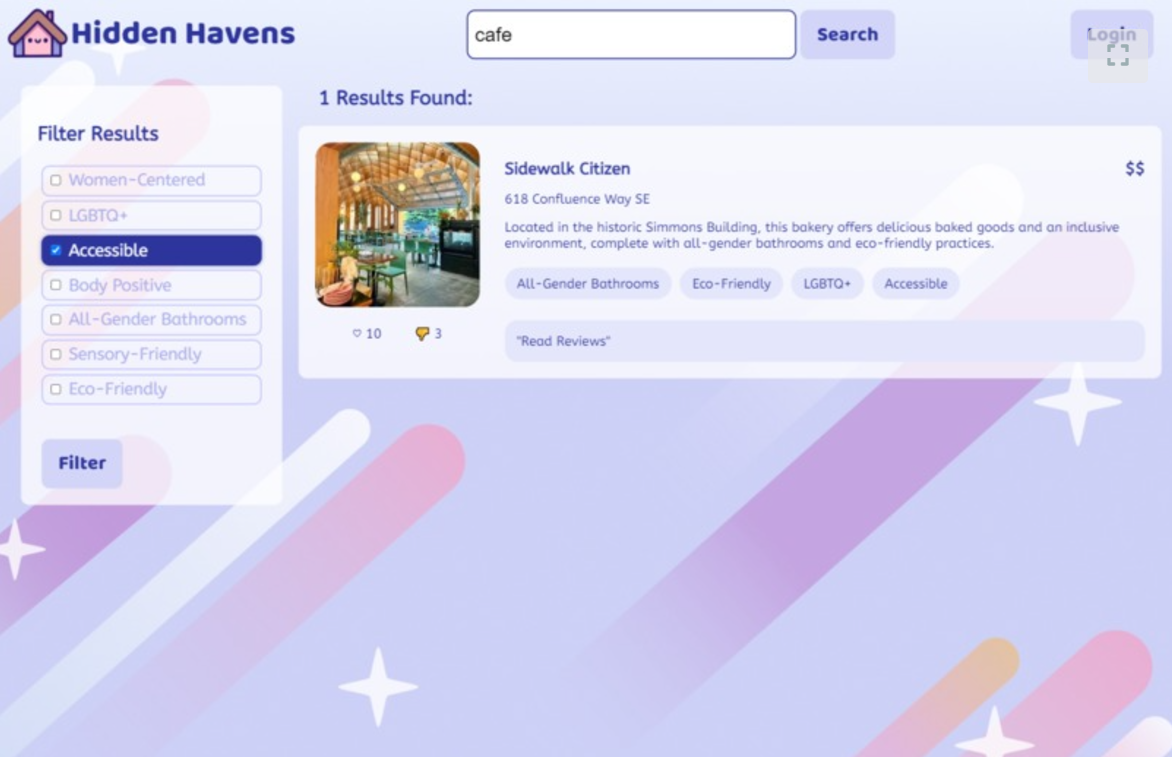 Hidden Havens
cafe
Search
Login
Filter Results
Women-Centered
LGBTQ+
Accessible
Body Positive
All-Gender Bathrooms
Sensory-Friendly
Eco-Friendly
Filter
1 Results Found:
Sidewalk Citizen
$$
618 Confluence Way SE
Located in the historic Simmons Building, this bakery offers delicious baked goods and an inclusive
environment, complete with all-gender bathrooms and eco-friendly practices.
All-Gender Bathrooms
Eco-Friendly
LGBTQ+
Accessible
10
3
"Read Reviews"